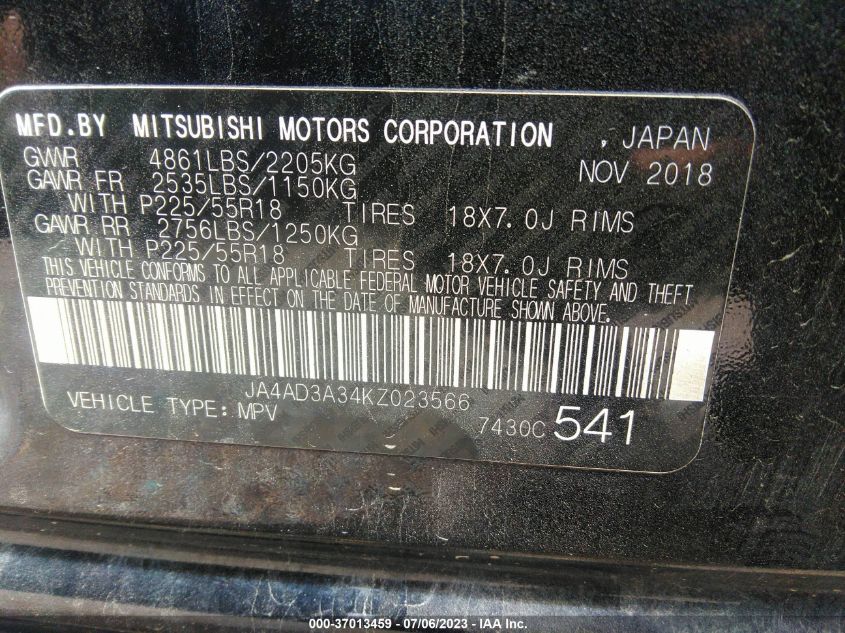 MFD.BY MITSUBISHI MOTORS CORPORATION , JAPAN
GVWR 4861LBS/2205KG NOV 2018
GAWR FR 2535LBS/1150KG
WITH P225/55R18 TIRES 18X7.0J RIMS
GAWR RR 2756LBS/1250KG
WITH P225/55R18 TIRES 18X7.0J RIMS
THIS VEHICLE CONFORMS TO ALL APPLICABLE FEDERAL MOTOR VEHICLE SAFETY AND THEFT
PREVENTION STANDARDS IN EFFECT ON THE DATE OF MANUFACTURE SHOWN ABOVE.
JA4AD3A34KZ023566
VEHICLE TYPE: MPV 7430C 541
000-37013459 - 07/06/2023 - IAA Inc.